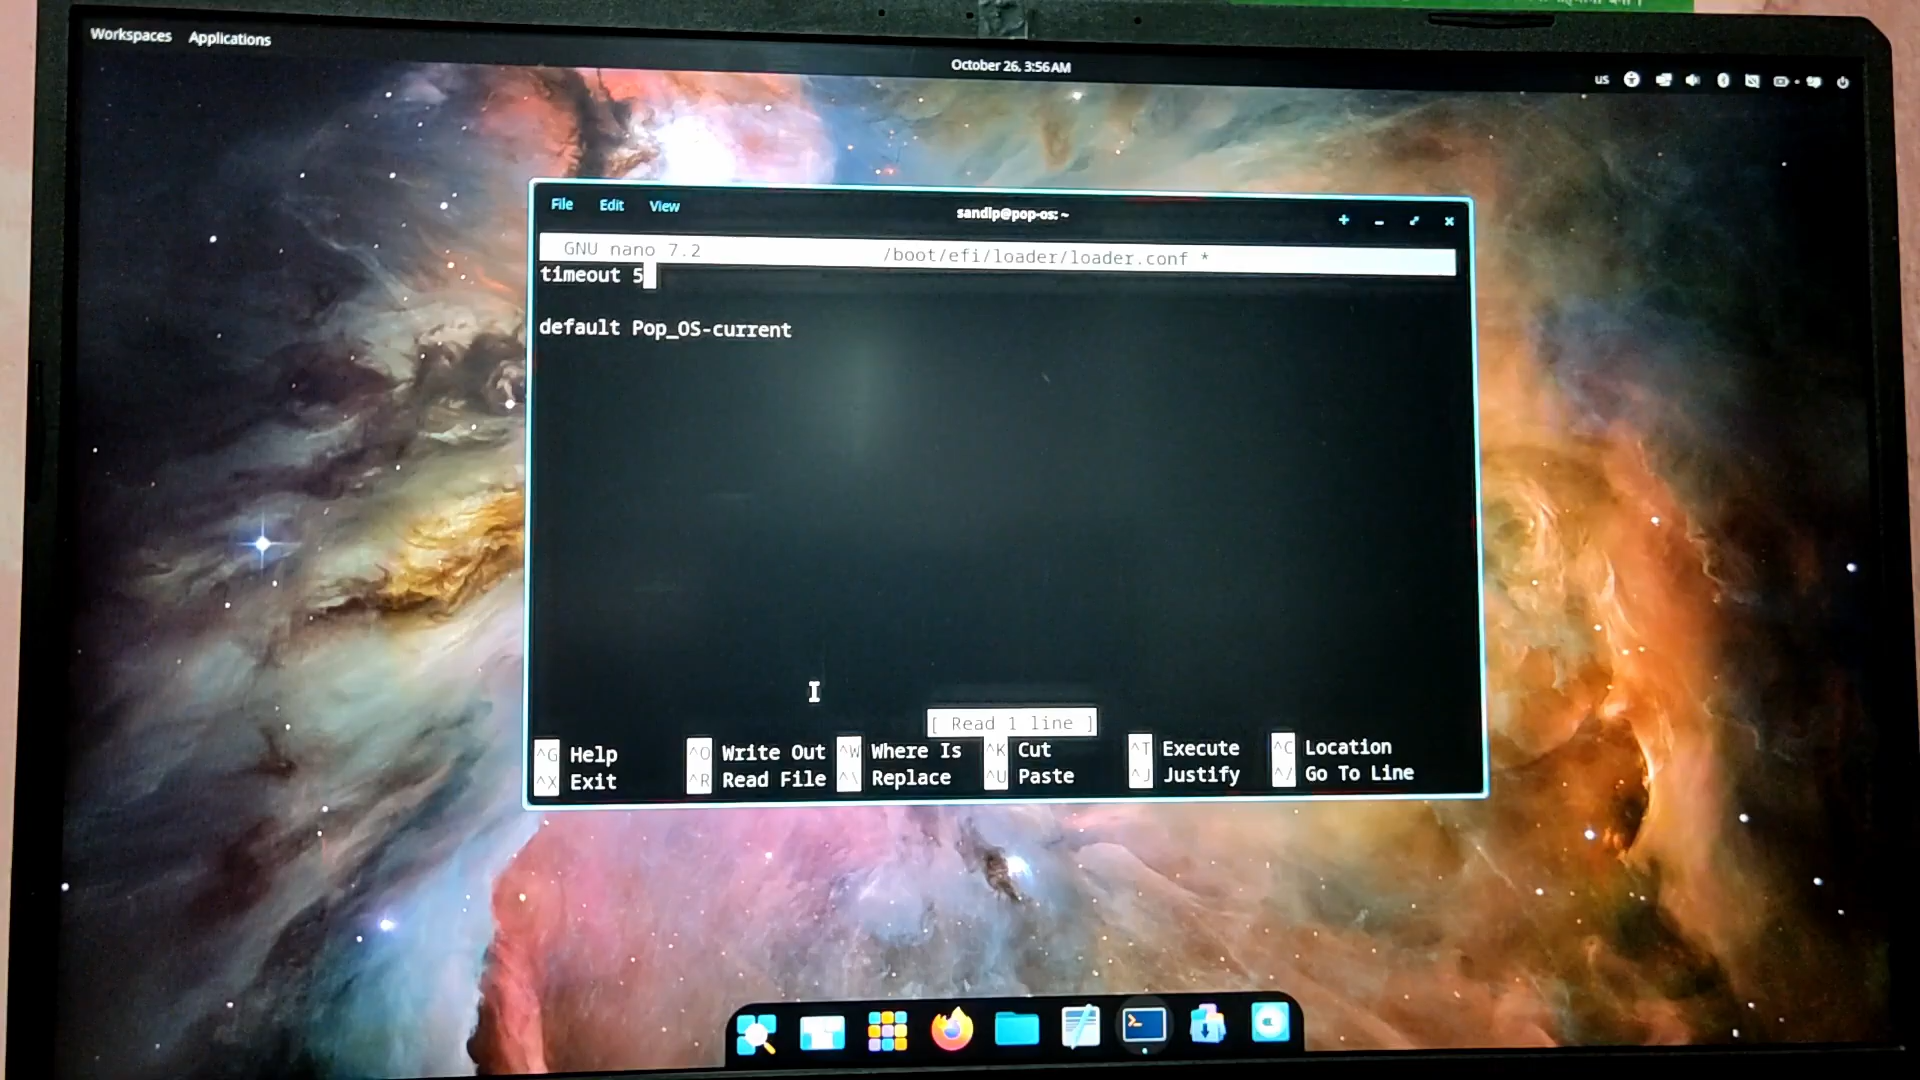 Workspaces Applications
October 26, 3:56 AM
us
File Edit View
sandip@pop-os: ~
GNU nano 7.2 /boot/efi/loader/loader.conf *
timeout 5
default Pop_OS-current
[ Read 1 line ]
^G Help ^O Write Out ^W Where Is ^K Cut ^T Execute ^C Location
^X Exit ^R Read File ^\ Replace ^U Paste ^J Justify ^/ Go To Line